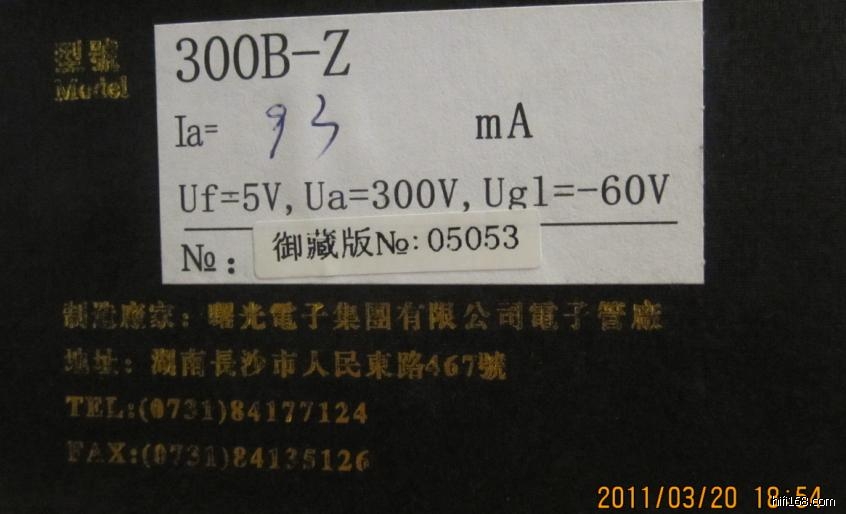 型號
Model
300B-Z
Ia= 93 mA
Uf=5V, Ua=300V, Ug1=-60V
№: 御藏版№: 05053
制造廠家: 曙光電子集團有限公司電子管廠
地址: 湖南長沙市人民東路467號
TEL:(0731)84177124
FAX:(0731)84135126
2011/03/20 18:54
hifi168.com